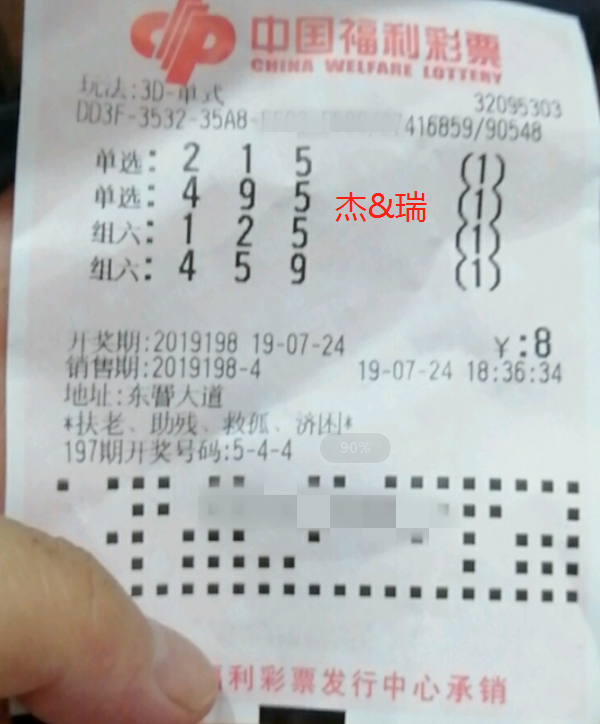 中国福利彩票
CHINA WELFARE LOTTERY
玩法:3D-单式
32095303
DD3F-3532-35A8- 416859/90548
单选: 2 1 5 (1)
单选: 4 9 5 (1)
杰&瑞
组六: 1 2 5 (1)
组六: 4 5 9 (1)
开奖期:2019198 19-07-24 ¥:8
销售期:2019198-4 19-07-24 18:36:34
地址:东晋大道
*扶老、助残、救孤、济困*
90%
197期开奖号码:5-4-4
福利彩票发行中心承销